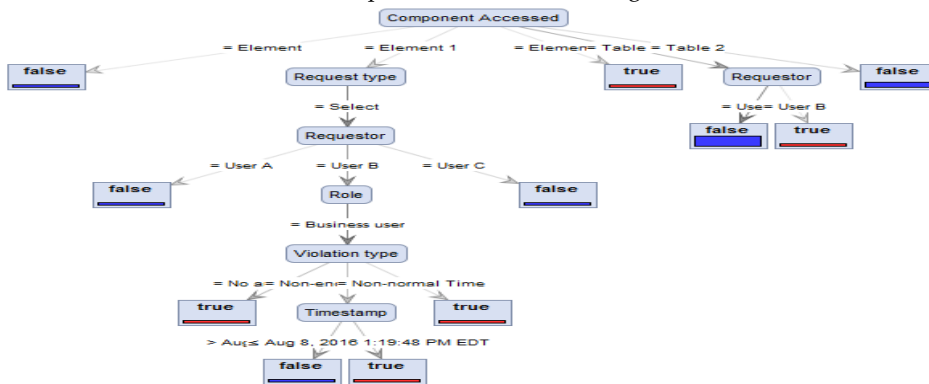 Component Accessed
= Element = Element 1 = Elemen= Table = Table 2
false Request type true Requestor false
= Select = Use= User B
Requestor false true
= User A = User B = User C
false Role false
= Business user
Violation type
= No a= Non-en= Non-normal Time
true Timestamp true
> Aug≤ Aug 8, 2016 1:19:48 PM EDT
false true